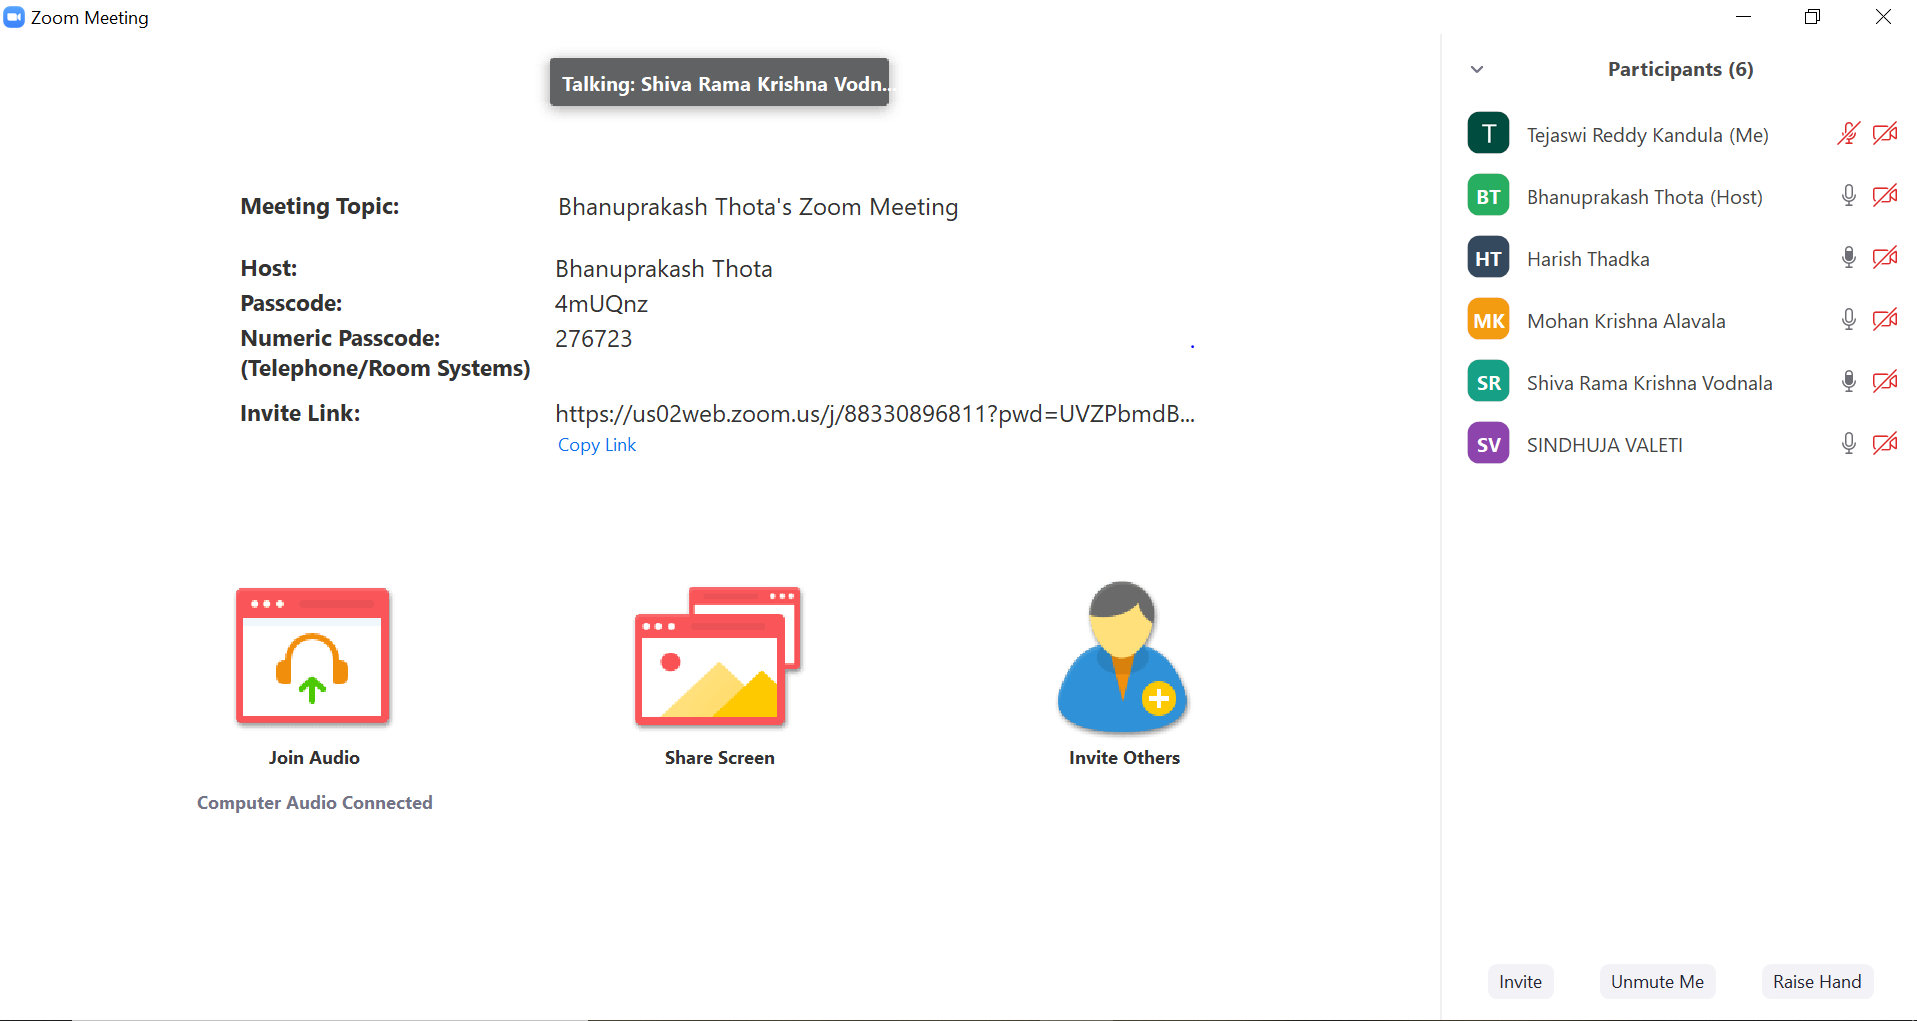 Zoom Meeting
Talking: Shiva Rama Krishna Vodn...
Meeting Topic: Bhanuprakash Thota's Zoom Meeting
Host: Bhanuprakash Thota
Passcode: 4mUQnz
Numeric Passcode: 276723
(Telephone/Room Systems)
Invite Link: https://us02web.zoom.us/j/88330896811?pwd=UVZPbmdB...
Copy Link
Join Audio
Share Screen
Invite Others
Computer Audio Connected
Participants (6)
T Tejaswi Reddy Kandula (Me)
BT Bhanuprakash Thota (Host)
HT Harish Thadka
MK Mohan Krishna Alavala
SR Shiva Rama Krishna Vodnala
SV SINDHUJA VALETI
Invite Unmute Me Raise Hand